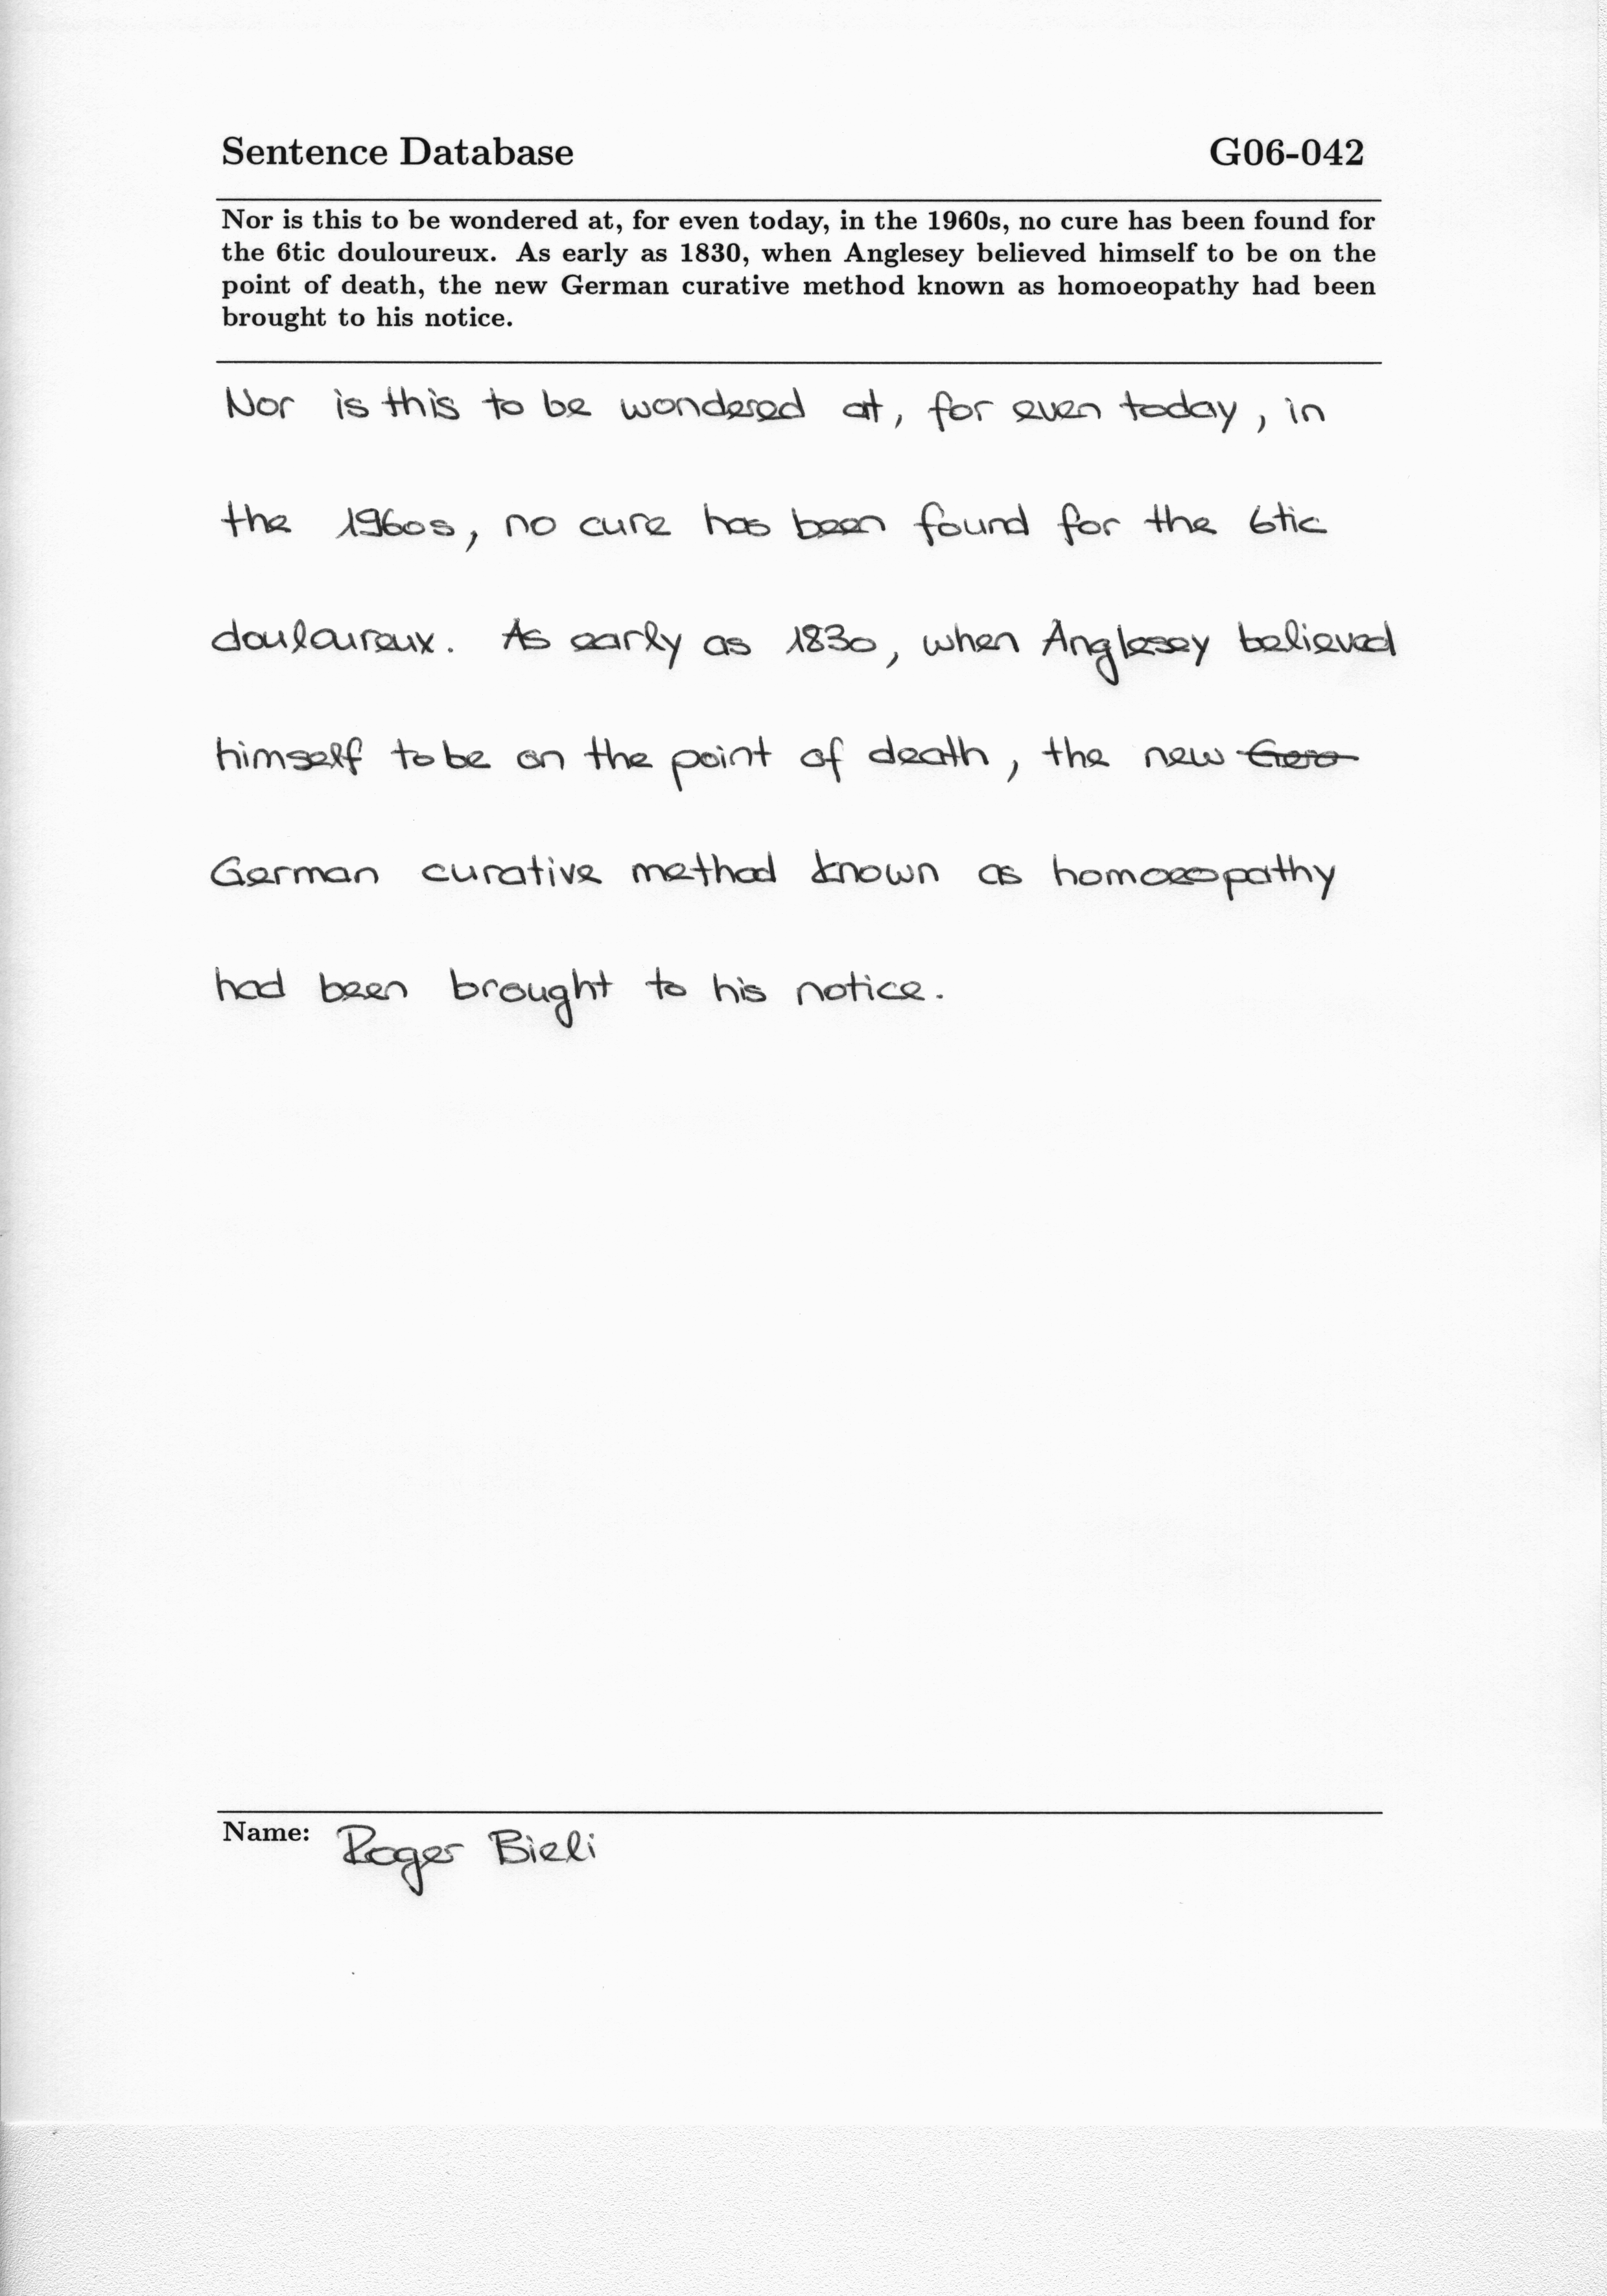 Sentence Database G06-042
Nor is this to be wondered at, for even today, in the 1960s, no cure has been found for
the 6tic douloureux. As early as 1830, when Anglesey believed himself to be on the
point of death, the new German curative method known as homoeopathy had been
brought to his notice.
Nor is this to be wondered at, for even today, in
the 1960s, no cure has been found for the 6tic
douloureux. As early as 1830, when Anglesey believed
himself to be on the point of death, the new
German curative method known as homoeopathy
had been brought to his notice.
Name: Roger Bieli